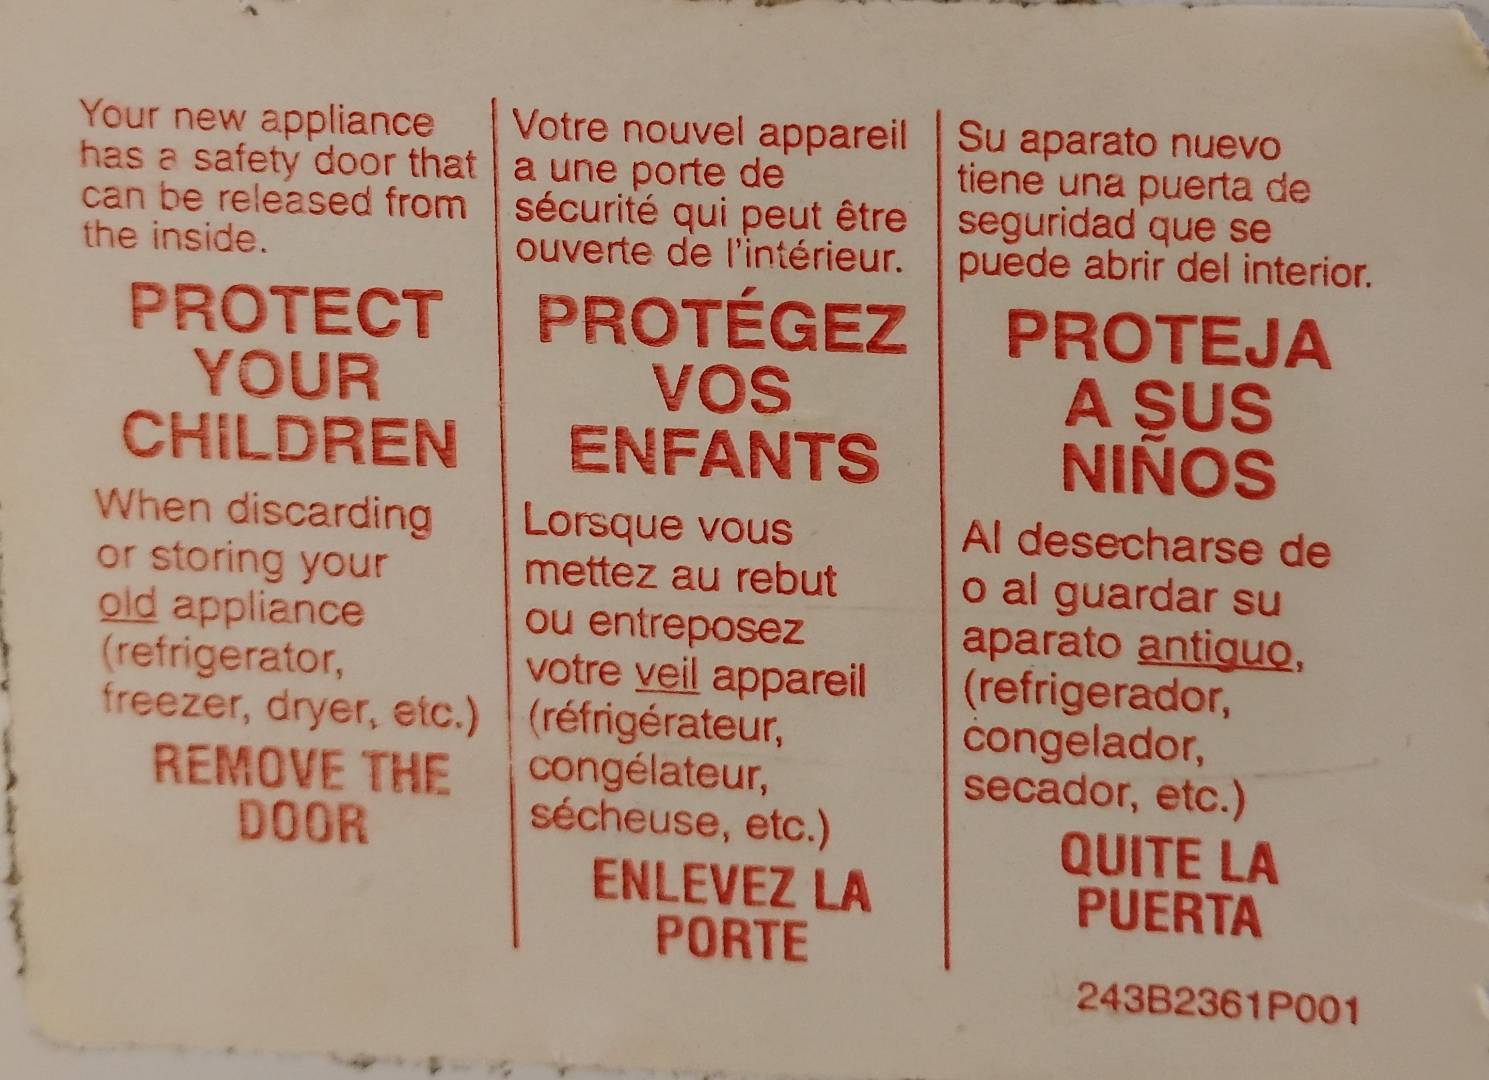 Your new appliance
has a safety door that
can be released from
the inside.
PROTECT
YOUR
CHILDREN
When discarding
or storing your
old appliance
(refrigerator,
freezer, dryer, etc.)
REMOVE THE
DOOR
Votre nouvel appareil
a une porte de
sécurité qui peut être
ouverte de l'intérieur.
PROTÉGEZ
VOS
ENFANTS
Lorsque vous
mettez au rebut
ou entreposez
votre veil appareil
(réfrigérateur,
congélateur,
sécheuse, etc.)
ENLEVEZ LA
PORTE
Su aparato nuevo
tiene una puerta de
seguridad que se
puede abrir del interior.
PROTEJA
A SUS
NIÑOS
Al desecharse de
o al guardar su
aparato antiguo,
(refrigerador,
congelador,
secador, etc.)
QUITE LA
PUERTA
243B2361P001